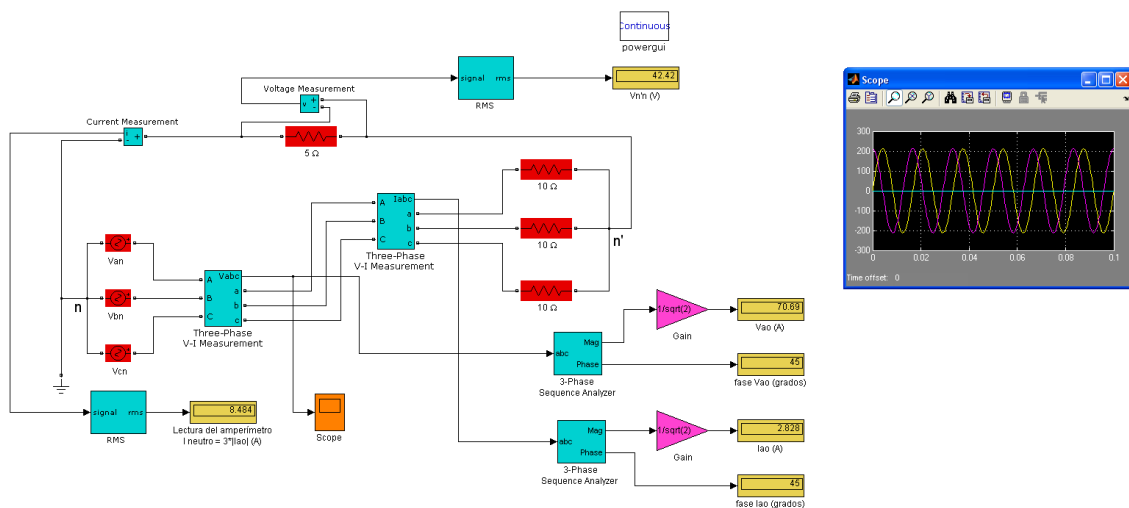 Continuous
powergui
signal rms
RMS
42.42
Vn'n (V)
Voltage Measurement
v
+
-
Current Measurement
i
+
-
5 Ω
10 Ω
10 Ω
10 Ω
n'
Iabc
A
B
C
a
b
c
Three-Phase
V-I Measurement
n
Van
Vbn
Vcn
Vabc
A
B
C
a
b
c
Three-Phase
V-I Measurement
signal rms
RMS
8.484
Lectura del amperímetro
I neutro = 3*|Iao| (A)
Scope
abc
Mag
Phase
3-Phase
Sequence Analyzer
1/sqrt(2)
Gain
70.69
Vao (A)
45
fase Vao (grados)
abc
Mag
Phase
3-Phase
Sequence Analyzer
1/sqrt(2)
Gain
2.828
Iao (A)
45
fase Iao (grados)
Scope
300
200
100
0
-100
-200
-300
0 0.02 0.04 0.06 0.08 0.1
Time offset: 0